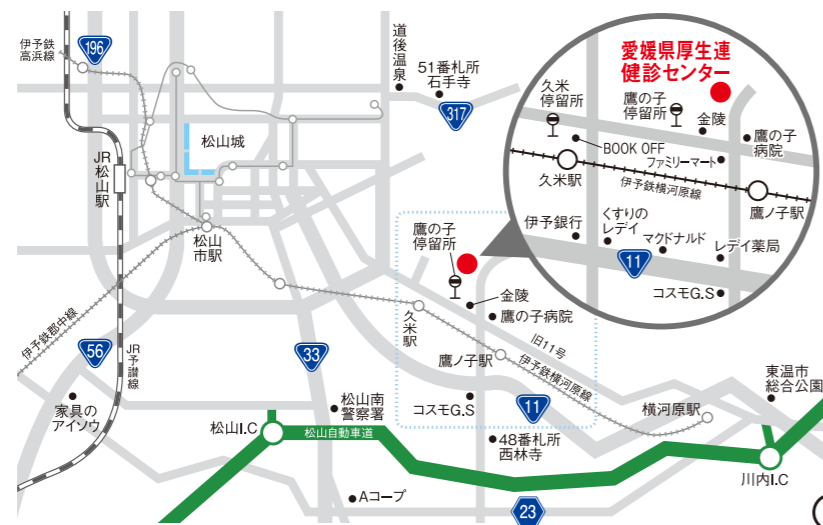 伊予鉄
高浜線
196
道後温泉
51番札所
石手寺
317
松山城
JR松山駅
松山
市駅
伊予鉄郡中線
56
JR予讃線
33
家具の
アイソウ
松山南
警察署
松山I.C
松山自動車道
Aコープ
23
鷹の子
停留所
金陵
鷹の子病院
久米駅
旧11号
鷹ノ子駅
伊予鉄横河原線
コスモG.S
11
48番札所
西林寺
横河原駅
東温市
総合公園
川内I.C
愛媛県厚生連
健診センター
久米
停留所
鷹の子
停留所
金陵
鷹の子
病院
BOOK OFF
ファミリーマート
久米駅
伊予鉄横河原線
鷹ノ子駅
伊予銀行
くすりの
レデイ
マクドナルド
レデイ薬局
11
コスモG.S